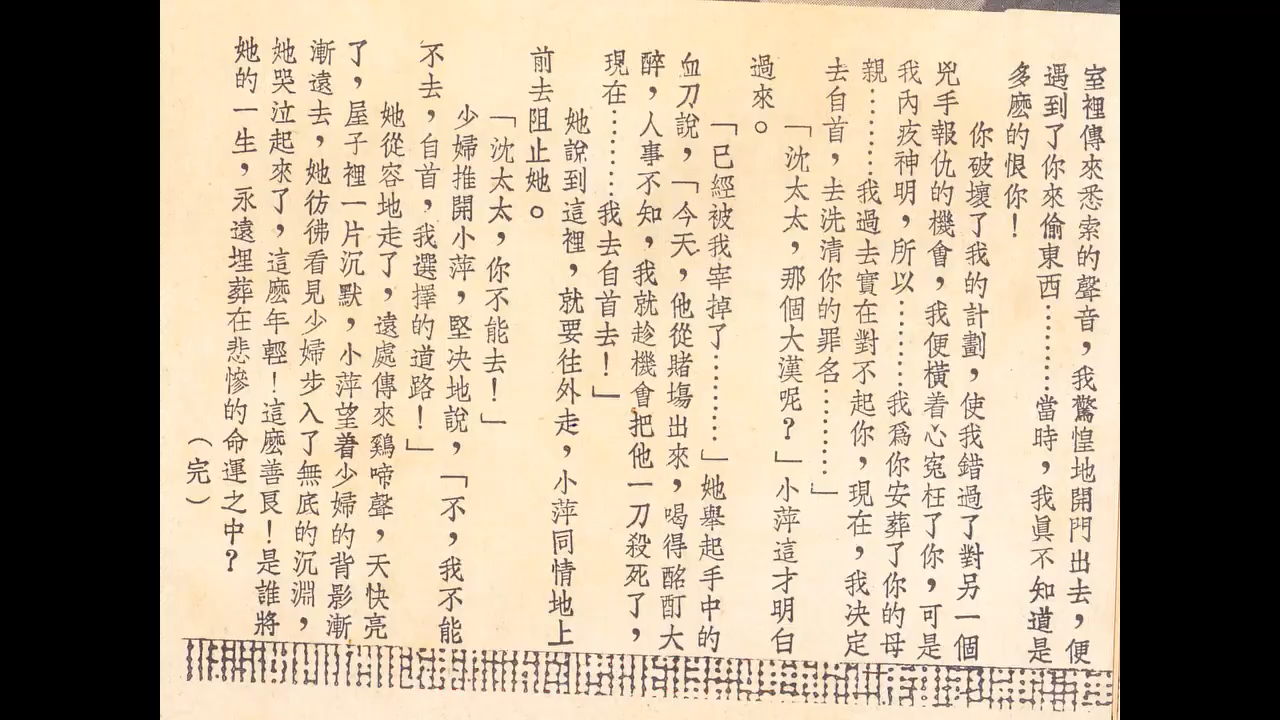 室裡傳來悉索的聲音，我驚惶地開門出去，便
遇到了你來偷東西………當時，我眞不知道是
多麽的恨你！
你破壞了我的計劃，使我錯過了對另一個
兇手報仇的機會，我便橫着心寃枉了你，可是
我內疚神明，所以………我爲你安葬了你的母
親………我過去實在對不起你，現在，我决定
去自首，去洗清你的罪名………」
「沈太太，那個大漢呢？」小萍這才明白
過來。
「已經被我宰掉了………」她舉起手中的
血刀說，「今天，他從賭塲出來，喝得酩酊大
醉，人事不知，我就趁機會把他一刀殺死了，
現在………我去自首去！」
她說到這裡，就要往外走，小萍同情地上
前去阻止她。
「沈太太，你不能去！」
少婦推開小萍，堅决地說，「不，我不能
不去，自首，我選擇的道路！」
她從容地走了，遠處傳來鷄啼聲，天快亮
了，屋子裡一片沉默，小萍望着少婦的背影漸
漸遠去，她彷彿看見少婦步入了無底的沉淵，
她哭泣起來了，這麽年輕！這麽善良！是誰將
她的一生，永遠埋葬在悲慘的命運之中？
（完）